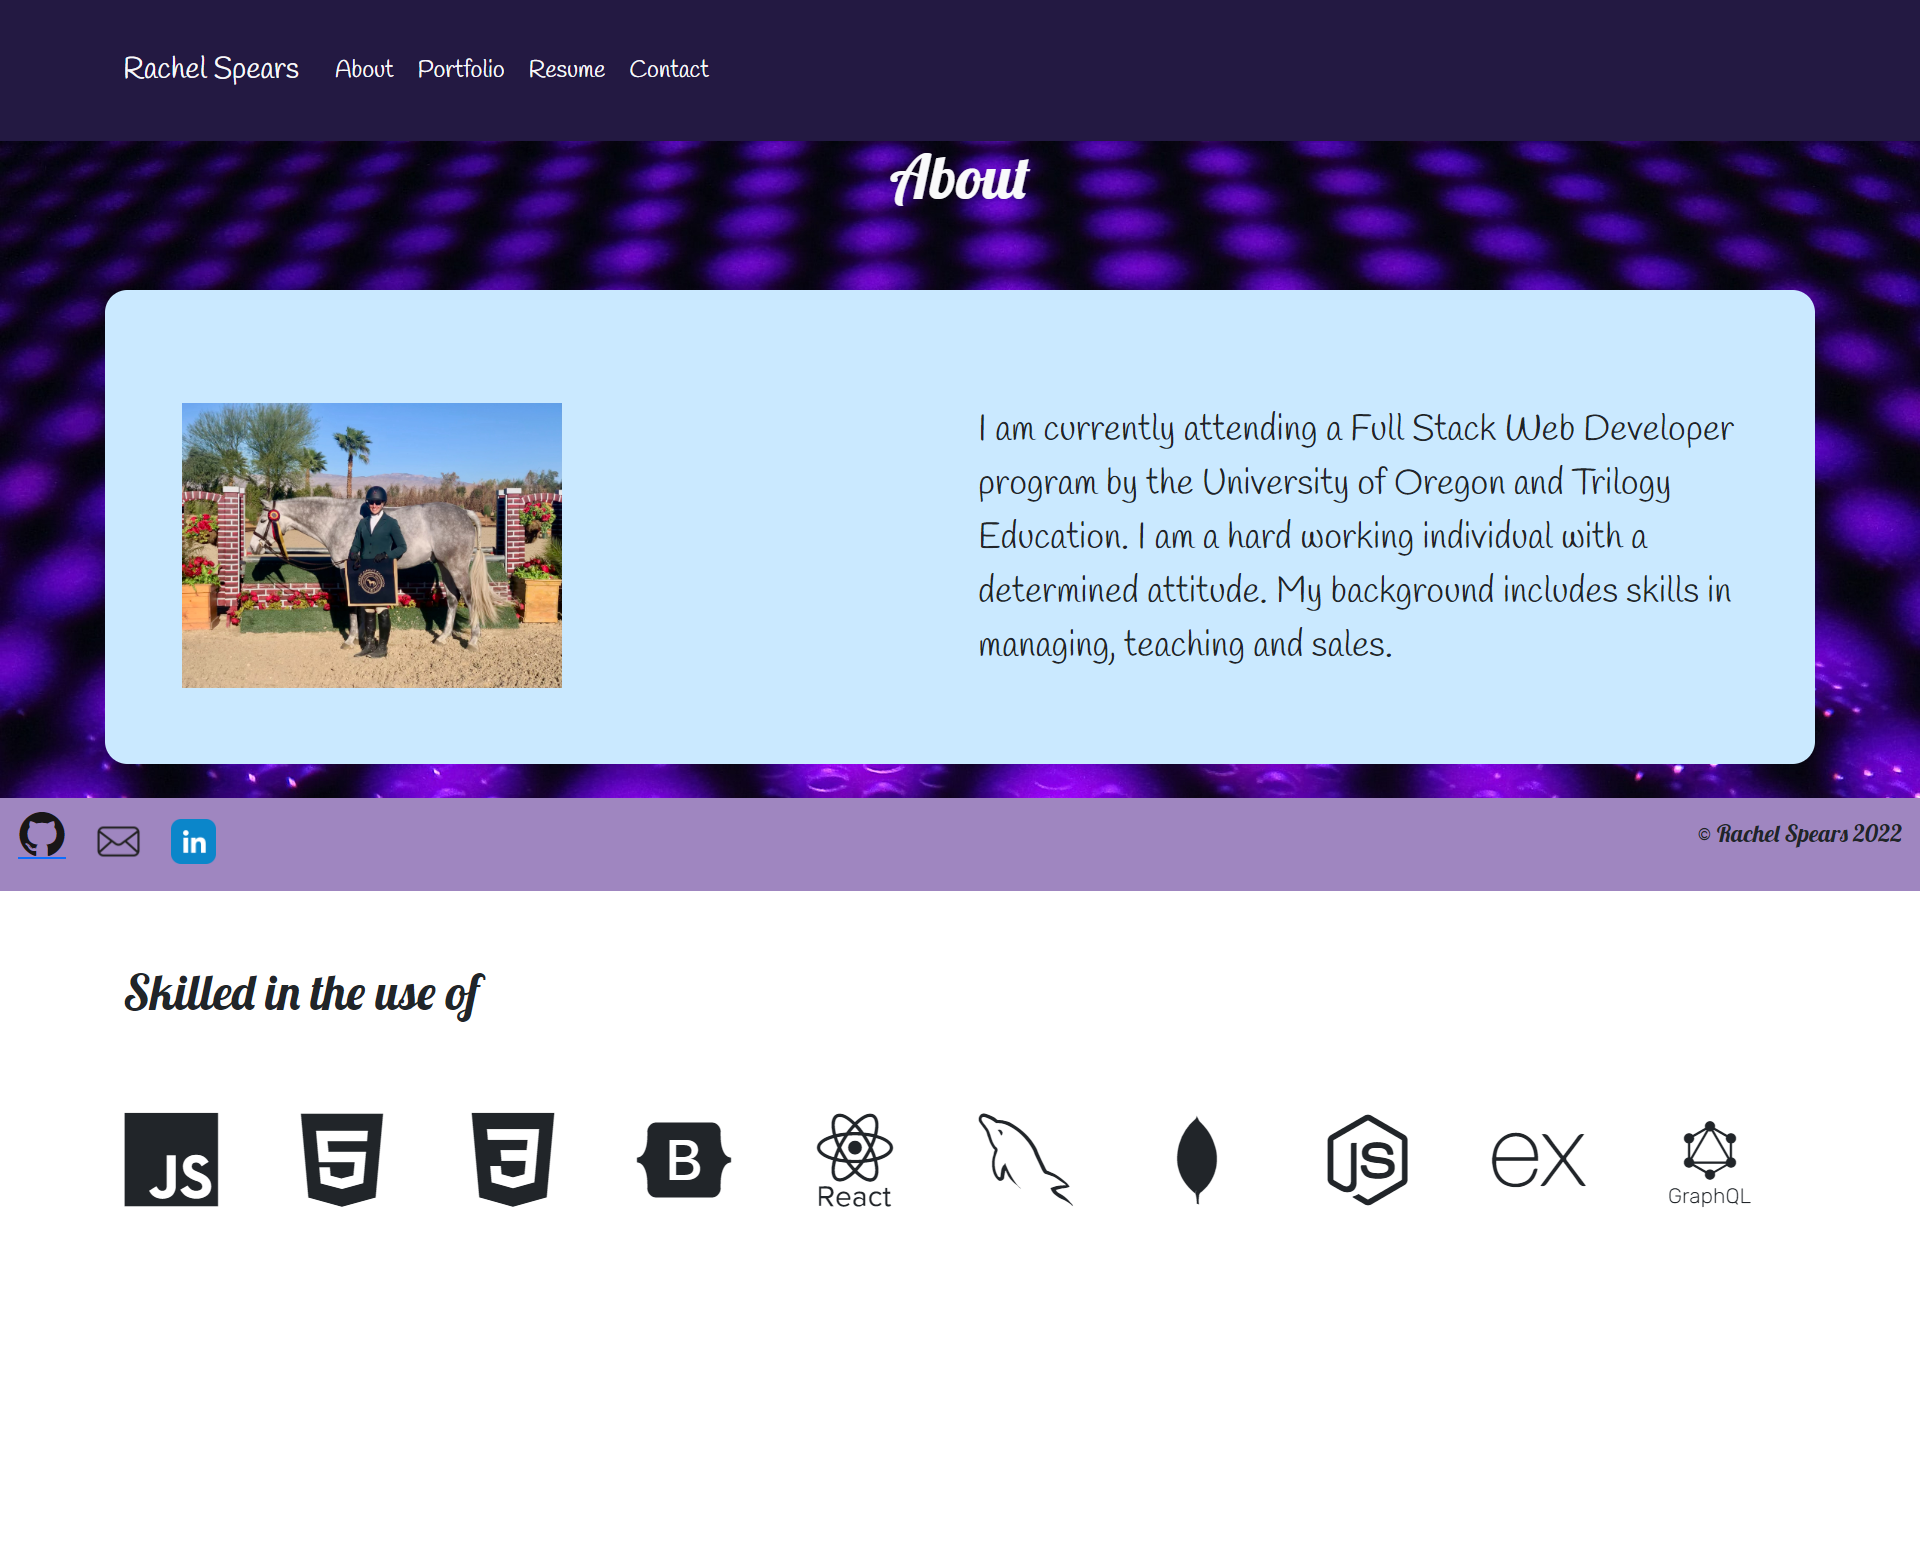 Rachel Spears About Portfolio Resume Contact
About
I am currently attending a Full Stack Web Developer
program by the University of Oregon and Trilogy
Education. I am a hard working individual with a
determined attitude. My background includes skills in
managing, teaching and sales.
in
© Rachel Spears 2022
Skilled in the use of
JS 5 3 B React JS ex GraphQL